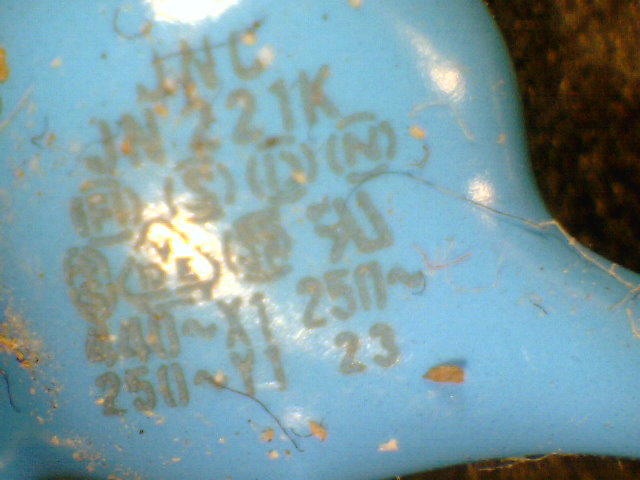 JNC
JN 221K
(S) (D) (N)
250~
440~ X1
250~ Y1 23